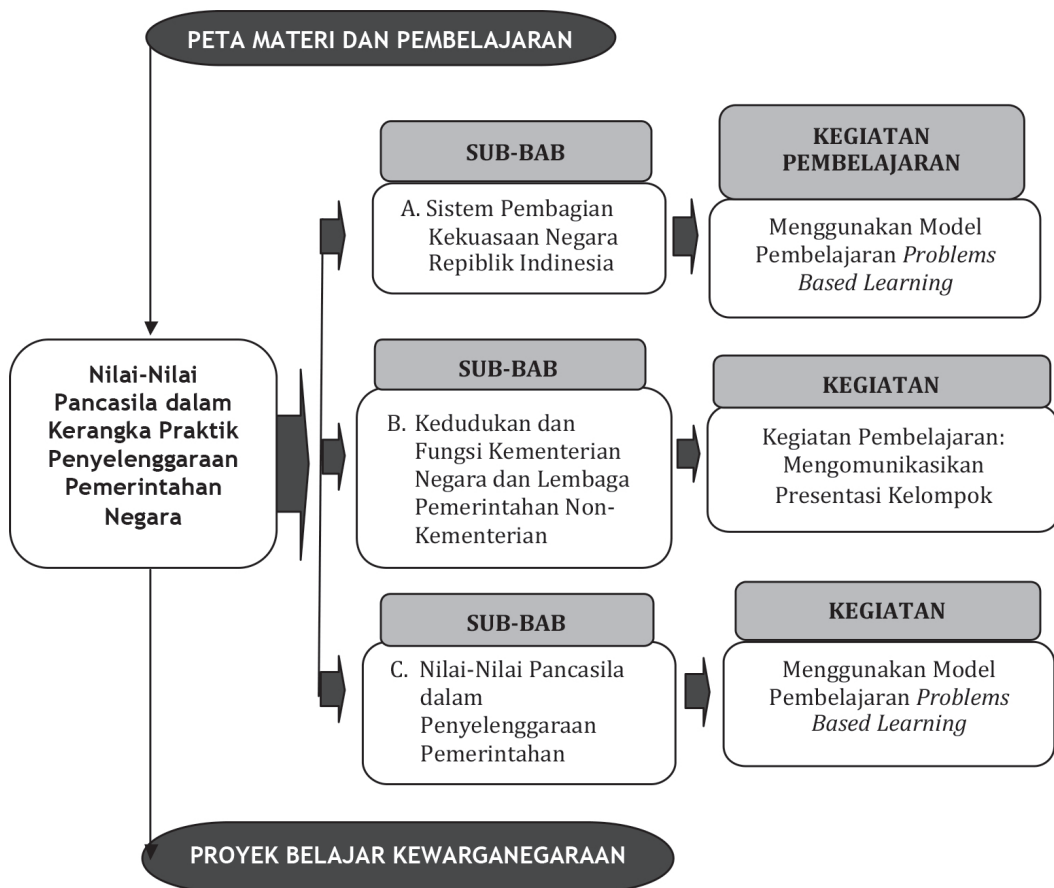 PETA MATERI DAN PEMBELAJARAN
SUB-BAB
A. Sistem Pembagian
Kekuasaan Negara
Repiblik Indinesia
KEGIATAN
PEMBELAJARAN
Menggunakan Model
Pembelajaran Problems
Based Learning
Nilai-Nilai
Pancasila dalam
Kerangka Praktik
Penyelenggaraan
Pemerintahan
Negara
SUB-BAB
B. Kedudukan dan
Fungsi Kementerian
Negara dan Lembaga
Pemerintahan Non-
Kementerian
KEGIATAN
Kegiatan Pembelajaran:
Mengomunikasikan
Presentasi Kelompok
SUB-BAB
C. Nilai-Nilai Pancasila
dalam
Penyelenggaraan
Pemerintahan
KEGIATAN
Menggunakan Model
Pembelajaran Problems
Based Learning
PROYEK BELAJAR KEWARGANEGARAAN